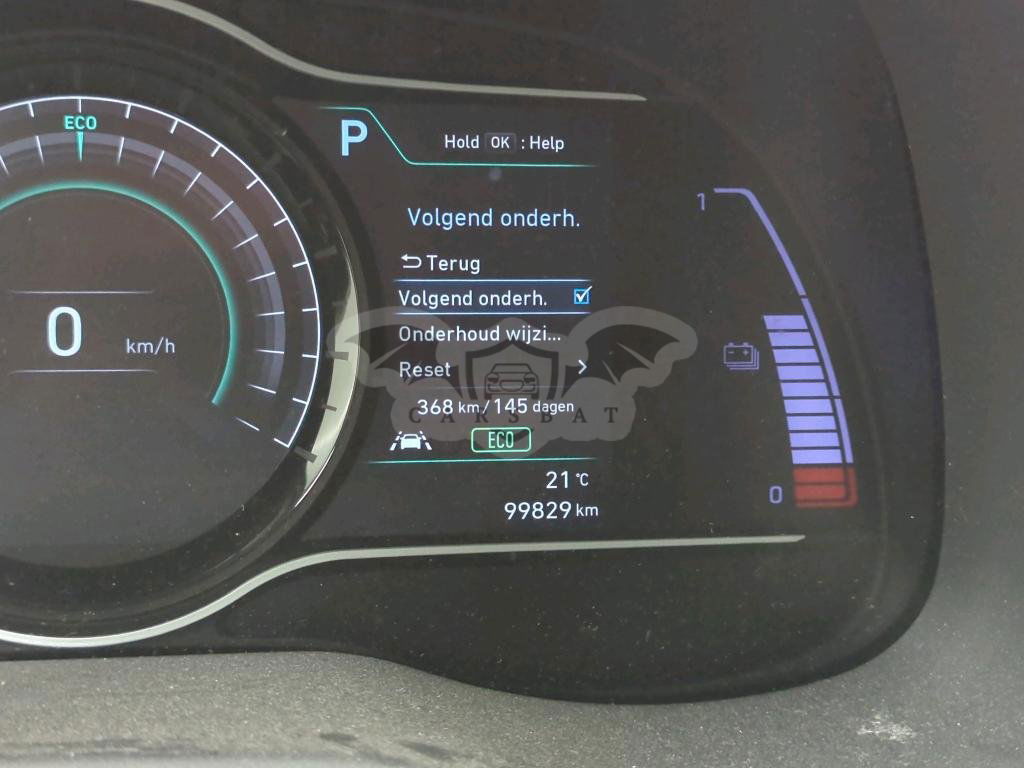 ECO
P
Hold OK : Help
Volgend onderh.
Terug
Volgend onderh.
Onderhoud wijzi...
Reset
368 km/145 dagen
CARSBAT
ECO
21 °C
99829 km
0 km/h
1
0